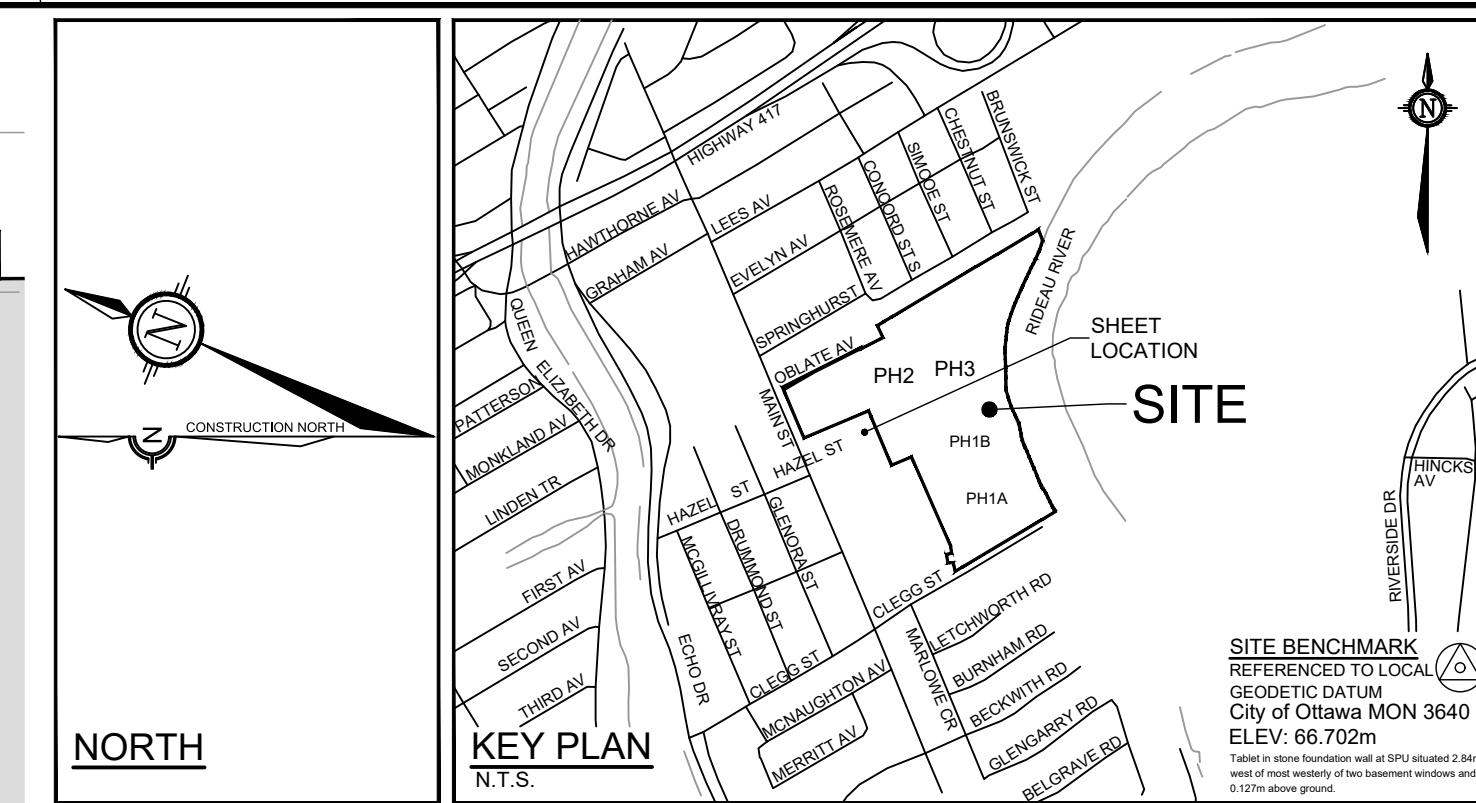 N
CONSTRUCTION NORTH
N
NORTH
HIGHWAY 417
HAWTHORNE AV
GRAHAM AV
LEES AV
EVELYN AV
SPRINGHURST
OBLATE AV
ROSEMERE AV
CONCORD ST S
SIMCOE ST
CHESTNUT ST
BRUNSWICK ST
RIDEAU RIVER
N
SHEET
LOCATION
SITE
PH2
PH3
PH1B
PH1A
QUEEN ELIZABETH DR
PATTERSON
MONKLAND AV
LINDEN TR
MAIN ST
HAZEL ST
HAZEL ST
GLENORA ST
DRUMMOND ST
MCGILLIVRAY ST
FIRST AV
SECOND AV
THIRD AV
ECHO DR
CLEGG ST
CLEGG ST
MCNAUGHTON AV
MERRITT AV
MARLOWE CR
LETCHWORTH RD
BURNHAM RD
BECKWITH RD
GLENGARRY RD
BELGRAVE RD
HINCKS
AV
RIVERSIDE DR
KEY PLAN
N.T.S.
SITE BENCHMARK
REFERENCED TO LOCAL
GEODETIC DATUM
City of Ottawa MON 3640
ELEV: 66.702m
Tablet in stone foundation wall at SPU situated 2.84m
west of most westerly of two basement windows and
0.127m above ground.